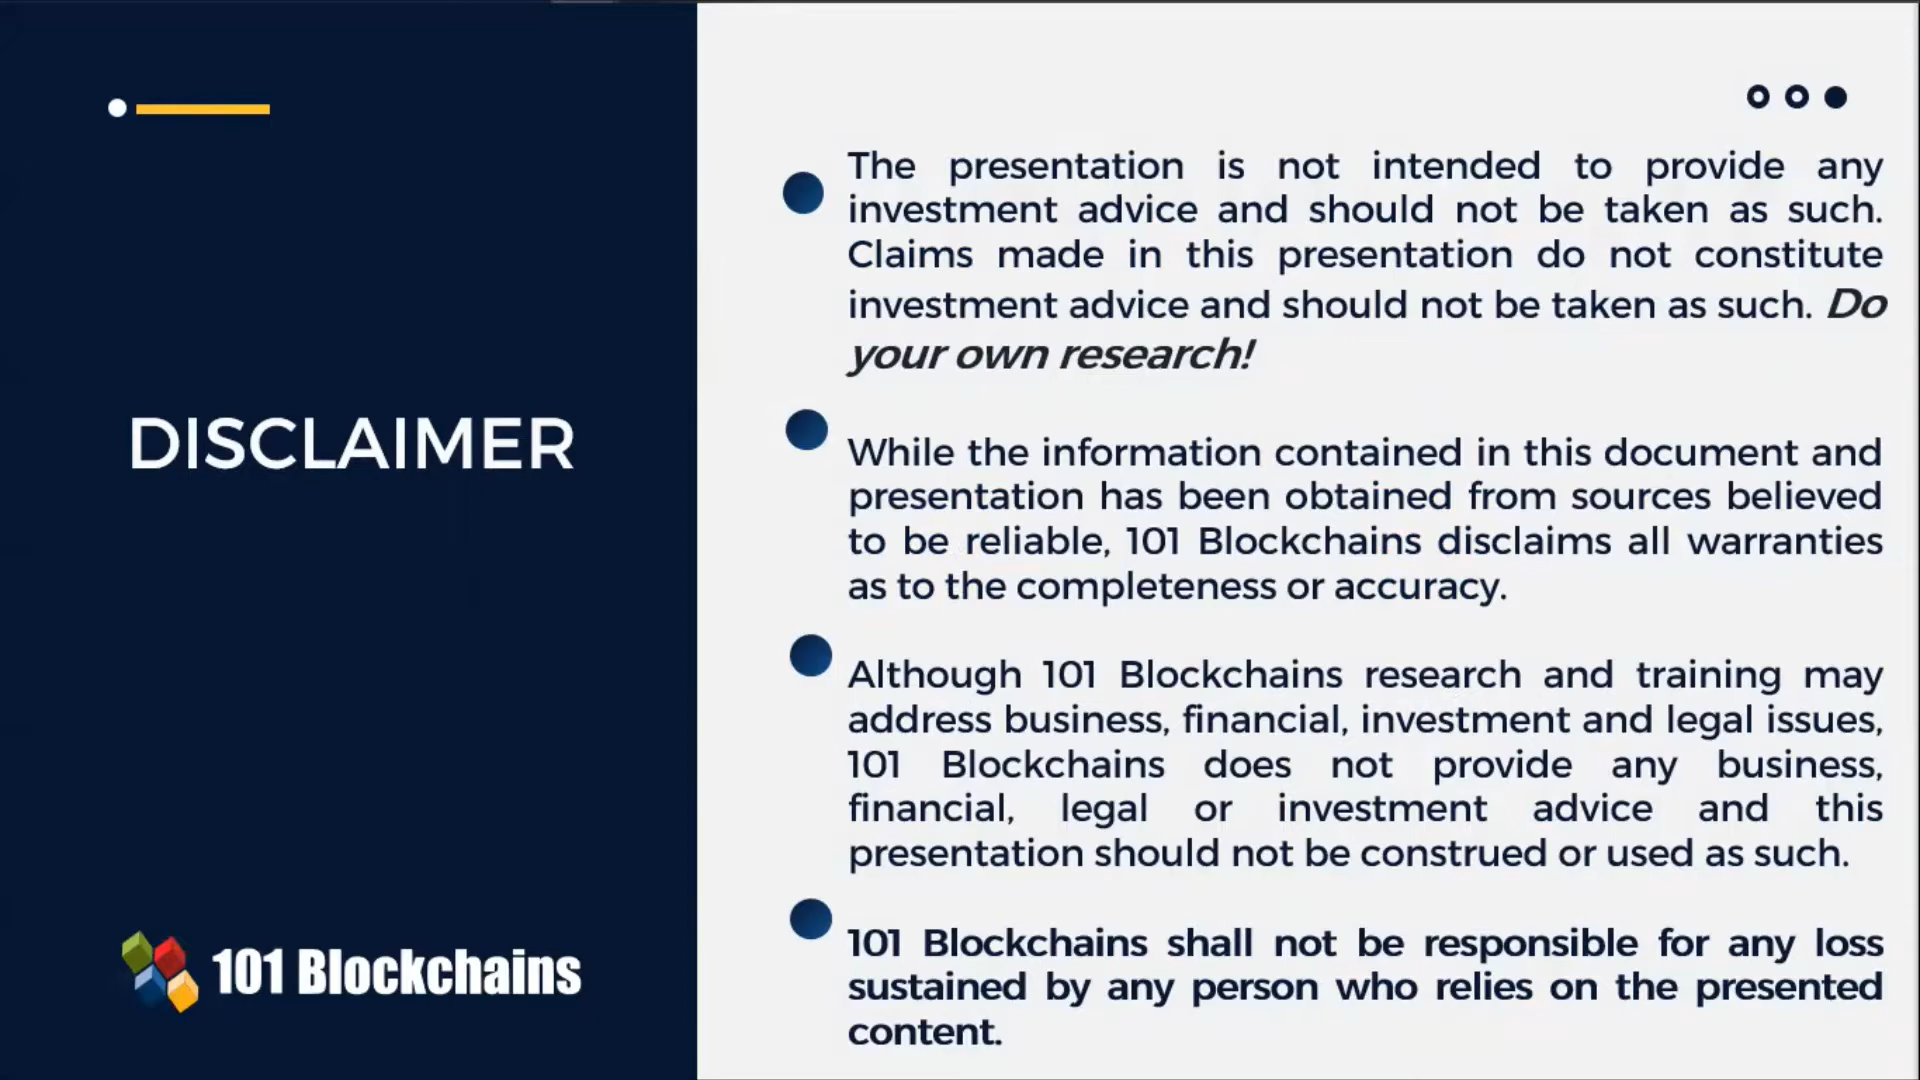 DISCLAIMER
101 Blockchains
The presentation is not intended to provide any
investment advice and should not be taken as such.
Claims made in this presentation do not constitute
investment advice and should not be taken as such. Do
your own research!
While the information contained in this document and
presentation has been obtained from sources believed
to be reliable, 101 Blockchains disclaims all warranties
as to the completeness or accuracy.
Although 101 Blockchains research and training may
address business, financial, investment and legal issues,
101 Blockchains does not provide any business,
financial, legal or investment advice and this
presentation should not be construed or used as such.
101 Blockchains shall not be responsible for any loss
sustained by any person who relies on the presented
content.